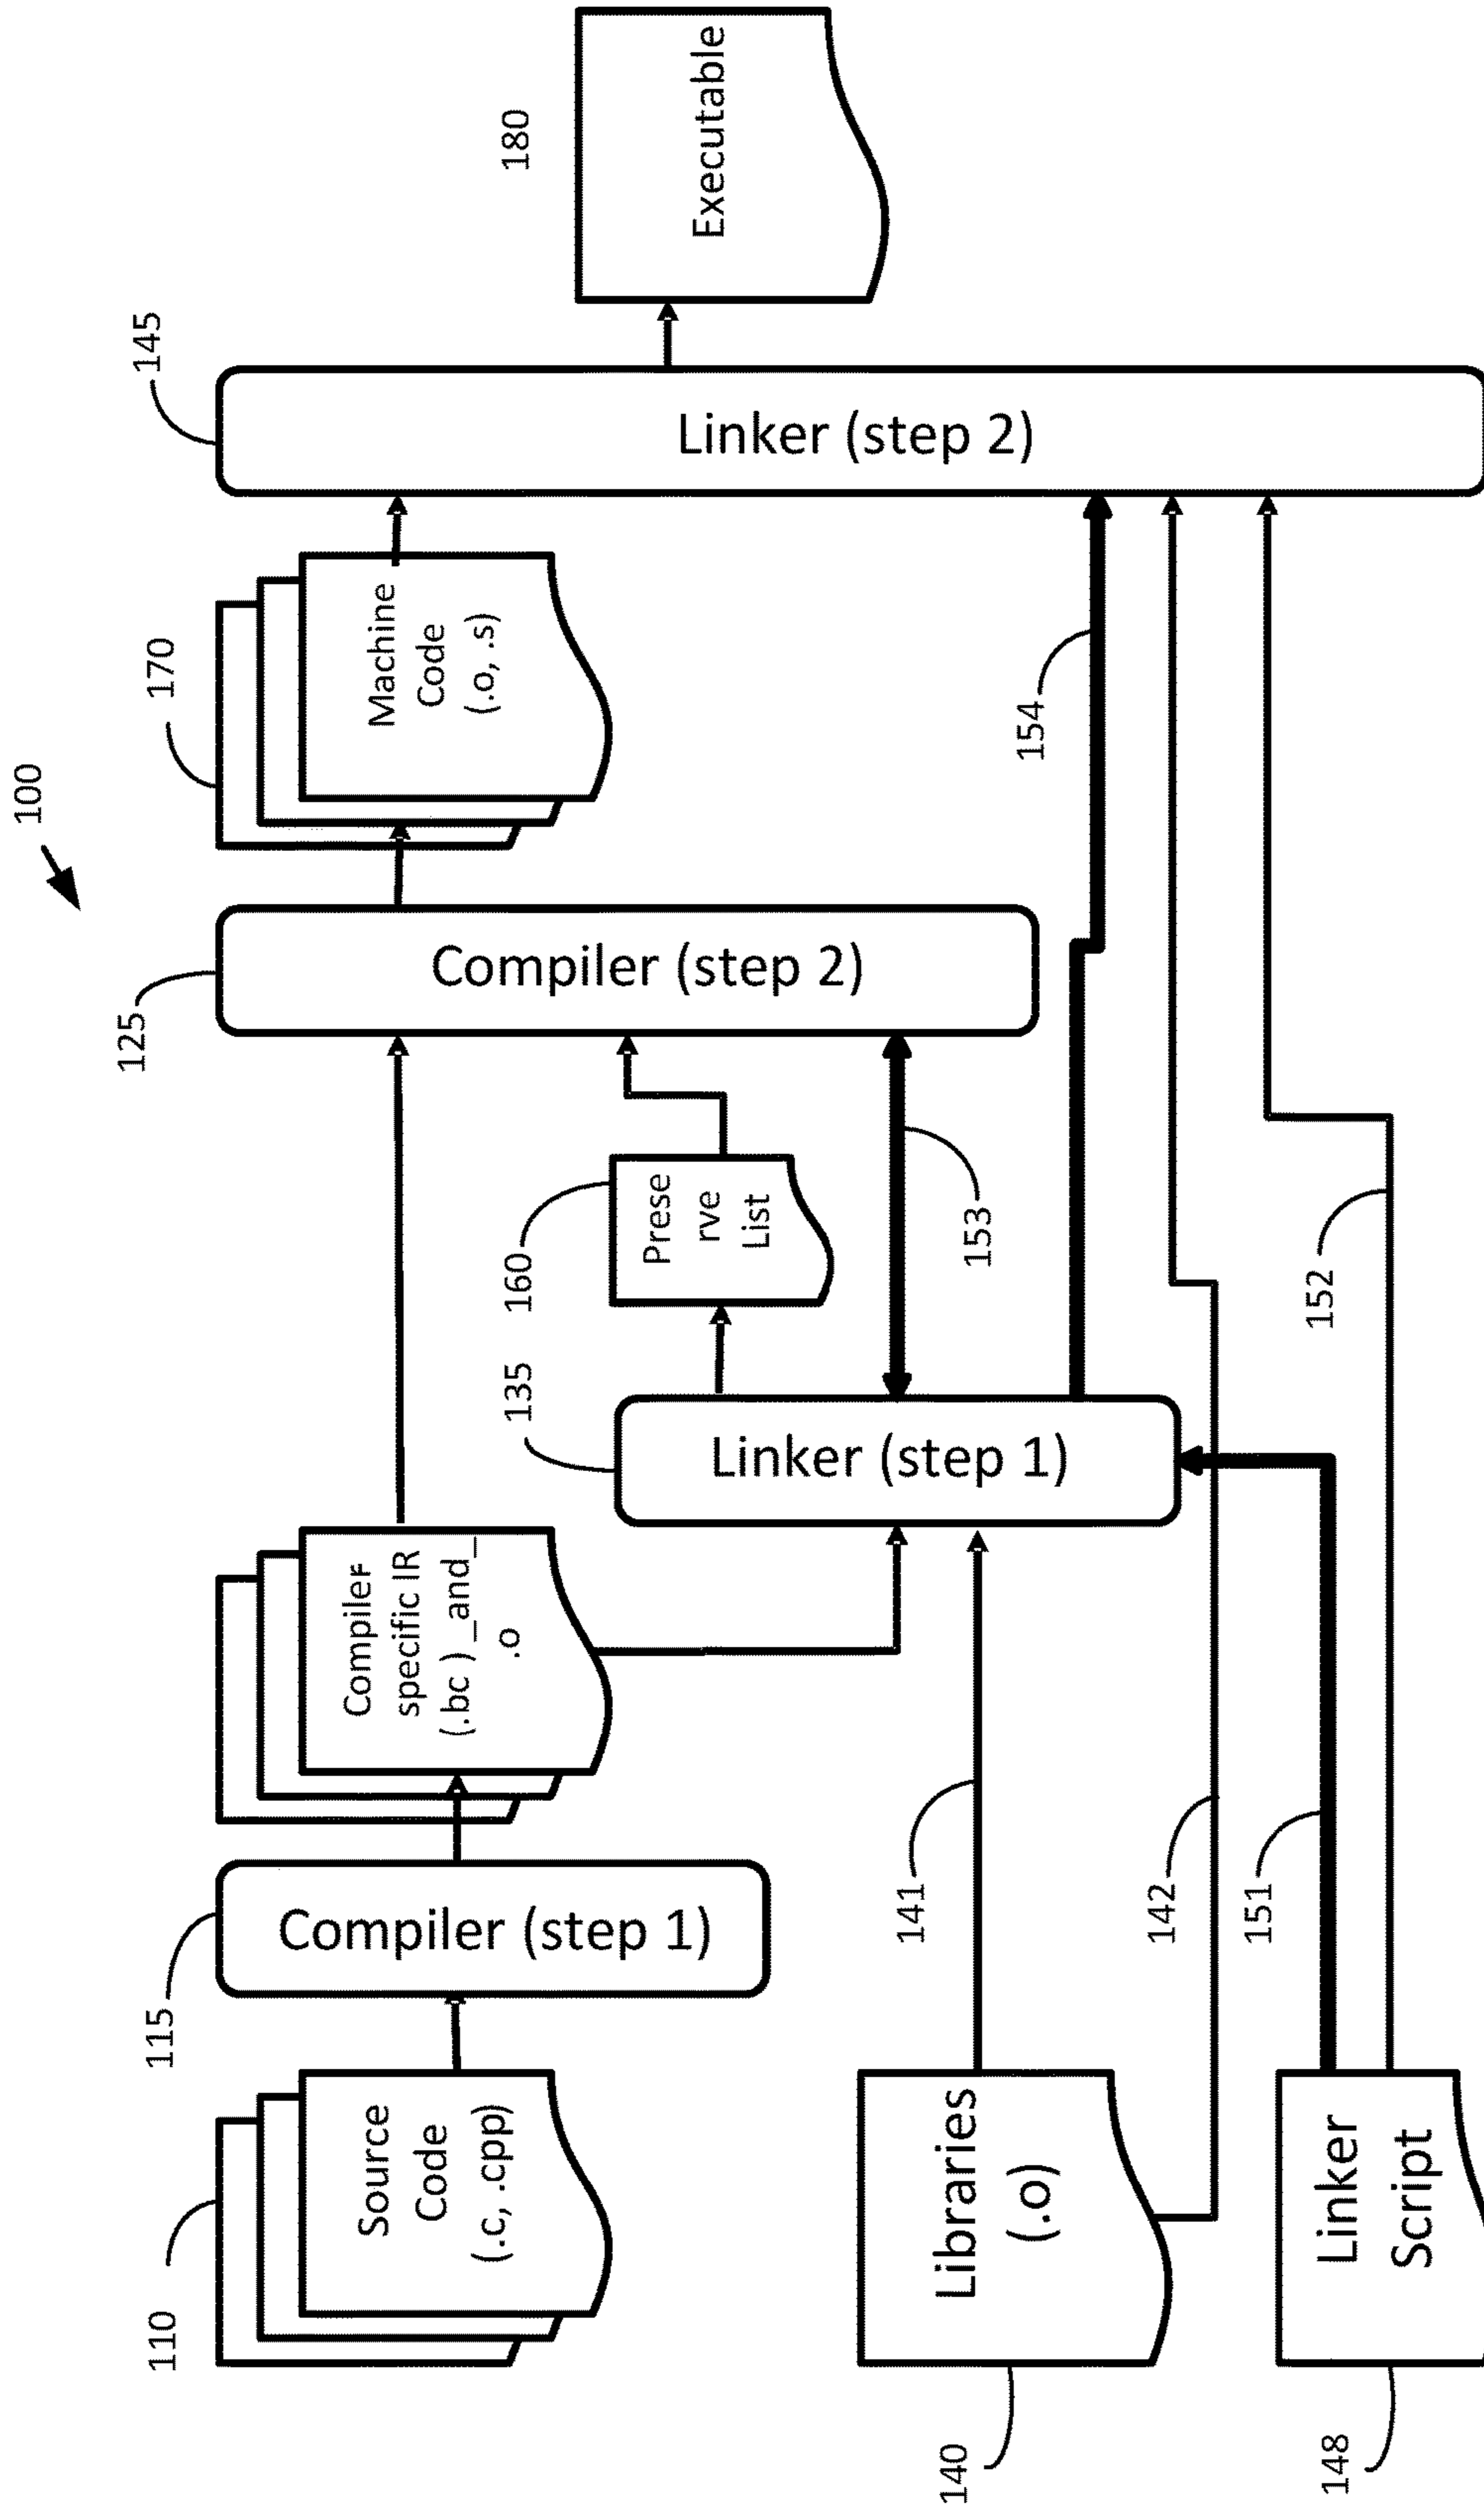 100
110
115
125
170
145
Source
Code
(.c, .cpp)
Compiler (step 1)
Compiler
specific IR
(.bc ) _and_
.o
Compiler (step 2)
Machine
Code
(.o, .s)
Linker (step 2)
180
Executable
135
160
Linker (step 1)
Prese
rve
List
153
154
140
Libraries
(.o)
141
142
148
Linker
Script
151
152